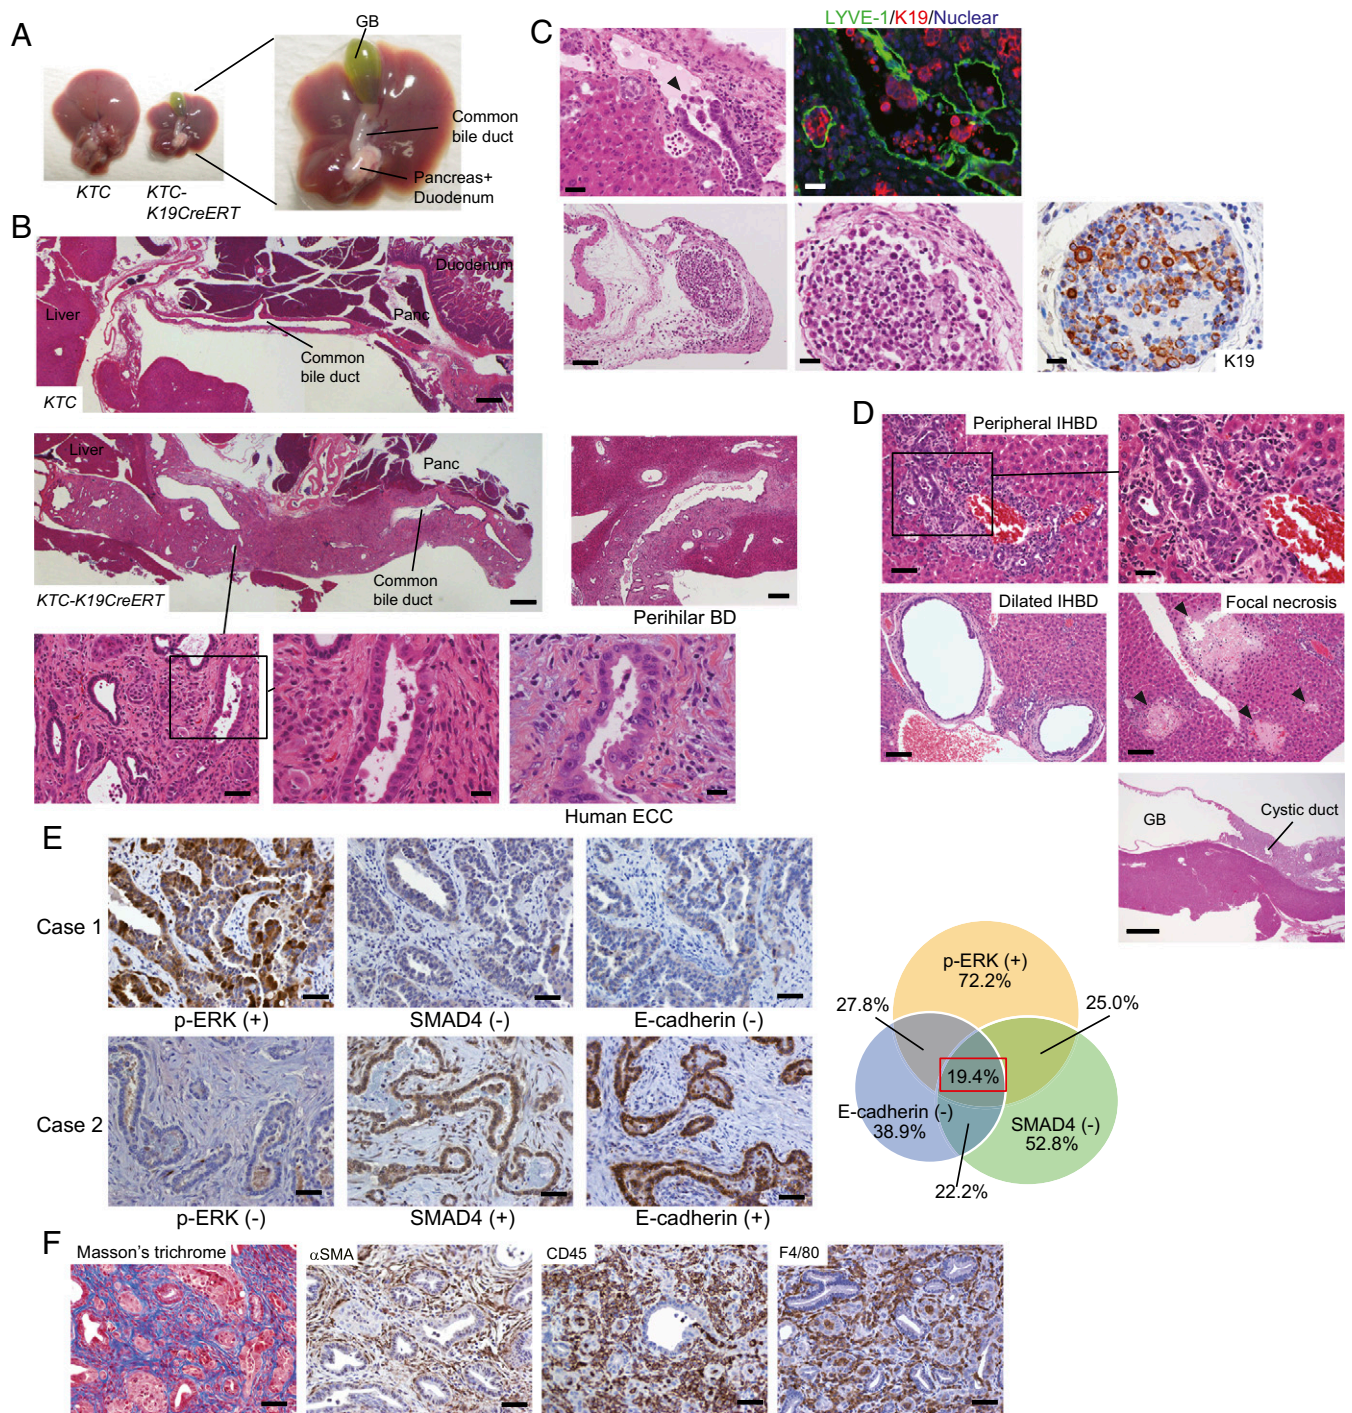 A
GB
Common
bile duct
Pancreas+
Duodenum
KTC
KTC-
K19CreERT
B
Duodenum
Liver
Panc
Common
bile duct
KTC
Liver
Panc
Common
bile duct
KTC-K19CreERT
Perihilar BD
Human ECC
C
LYVE-1/K19/Nuclear
K19
D
Peripheral IHBD
Dilated IHBD
Focal necrosis
GB
Cystic duct
E
Case 1
p-ERK (+)
SMAD4 (-)
E-cadherin (-)
Case 2
p-ERK (-)
SMAD4 (+)
E-cadherin (+)
p-ERK (+)
72.2%
27.8%
25.0%
19.4%
E-cadherin (-)
38.9%
SMAD4 (-)
52.8%
22.2%
F
Masson's trichrome
αSMA
CD45
F4/80